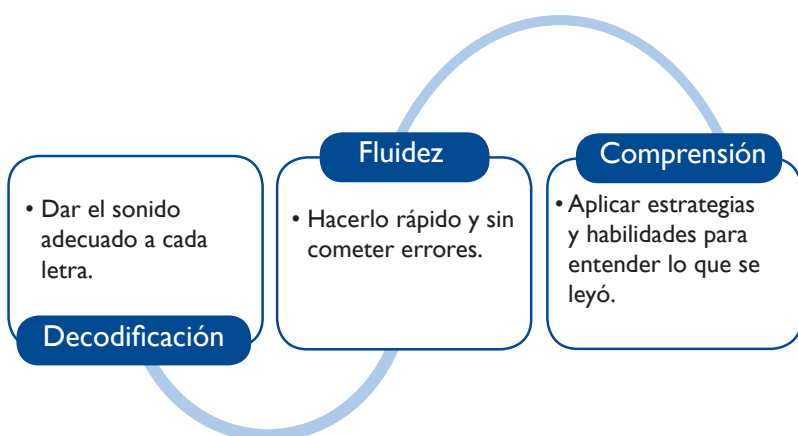 • Dar el sonido
adecuado a cada
letra.
Decodificación
Fluidez
• Hacerlo rápido y sin
cometer errores.
Comprensión
• Aplicar estrategias
y habilidades para
entender lo que se
leyó.